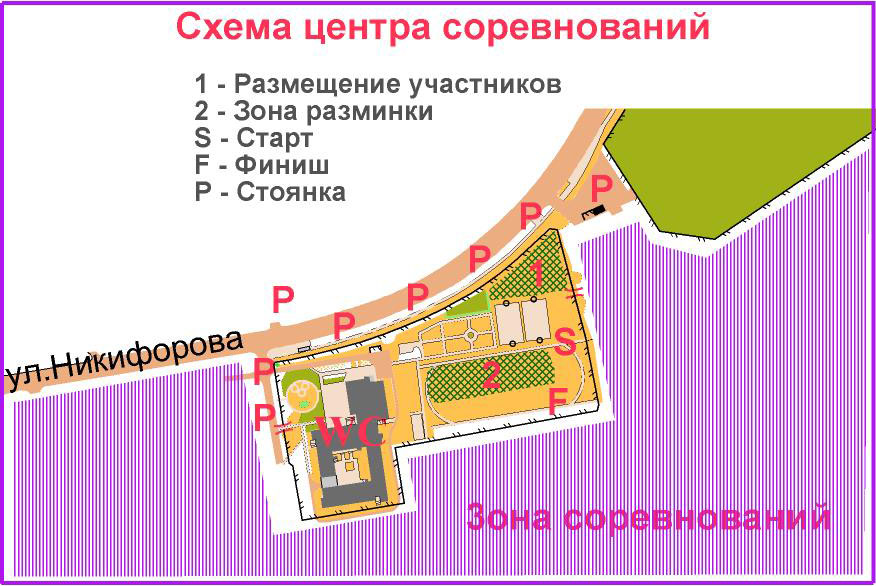 Схема центра соревнований
1 - Размещение участников
2 - Зона разминки
S - Старт
F - Финиш
P - Стоянка
P
P
P
P
P
P
1
S
ул.Никифорова
P
2
F
P
WC
Зона соревнований